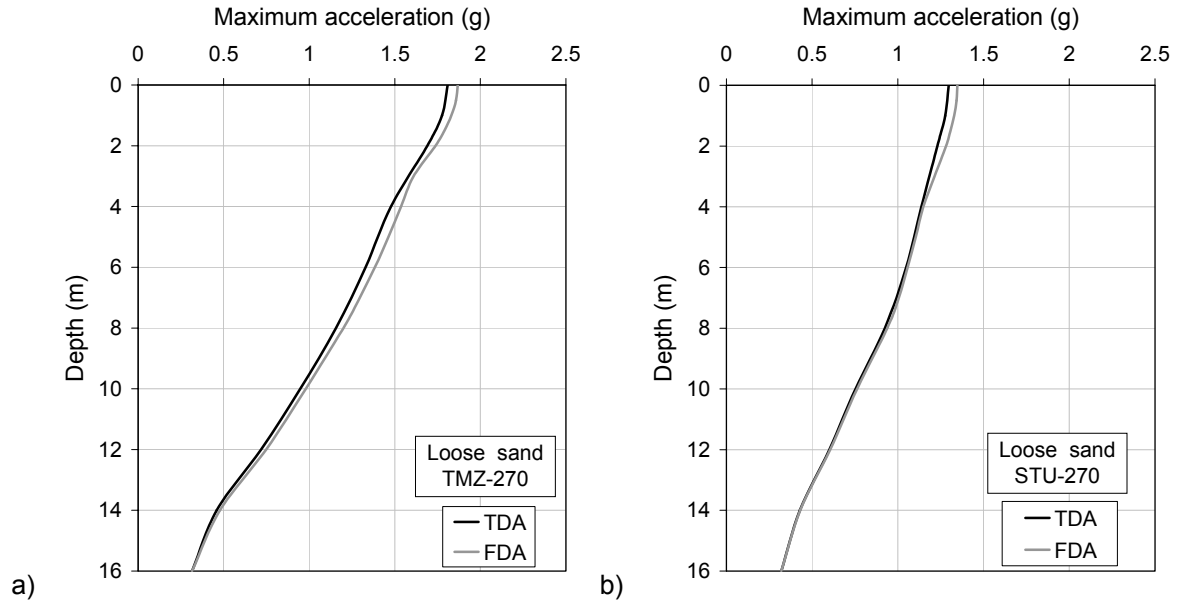 Maximum acceleration (g)
0 0.5 1 1.5 2 2.5
0
2
4
6
8
10
12
14
16
Depth (m)
Loose sand
TMZ-270
TDA
FDA
a)
Maximum acceleration (g)
0 0.5 1 1.5 2 2.5
0
2
4
6
8
10
12
14
16
Depth (m)
Loose sand
STU-270
TDA
FDA
b)